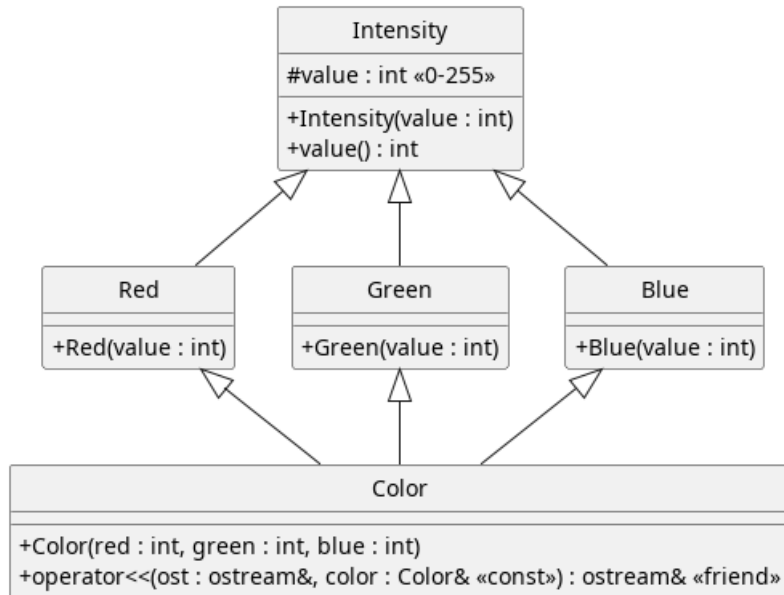 Intensity
#value : int «0-255»
+Intensity(value : int)
+value() : int
Red
+Red(value : int)
Green
+Green(value : int)
Blue
+Blue(value : int)
Color
+Color(red : int, green : int, blue : int)
+operator<<(ost : ostream&, color : Color& «const») : ostream& «friend»